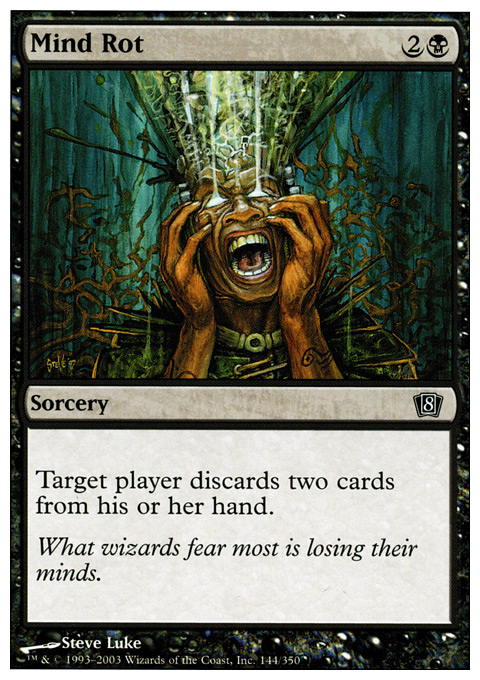 Mind Rot 2
Sorcery 8
Target player discards two cards
from his or her hand.
What wizards fear most is losing their
minds.
Steve Luke
™ & © 1993–2003 Wizards of the Coast, Inc. 144/350